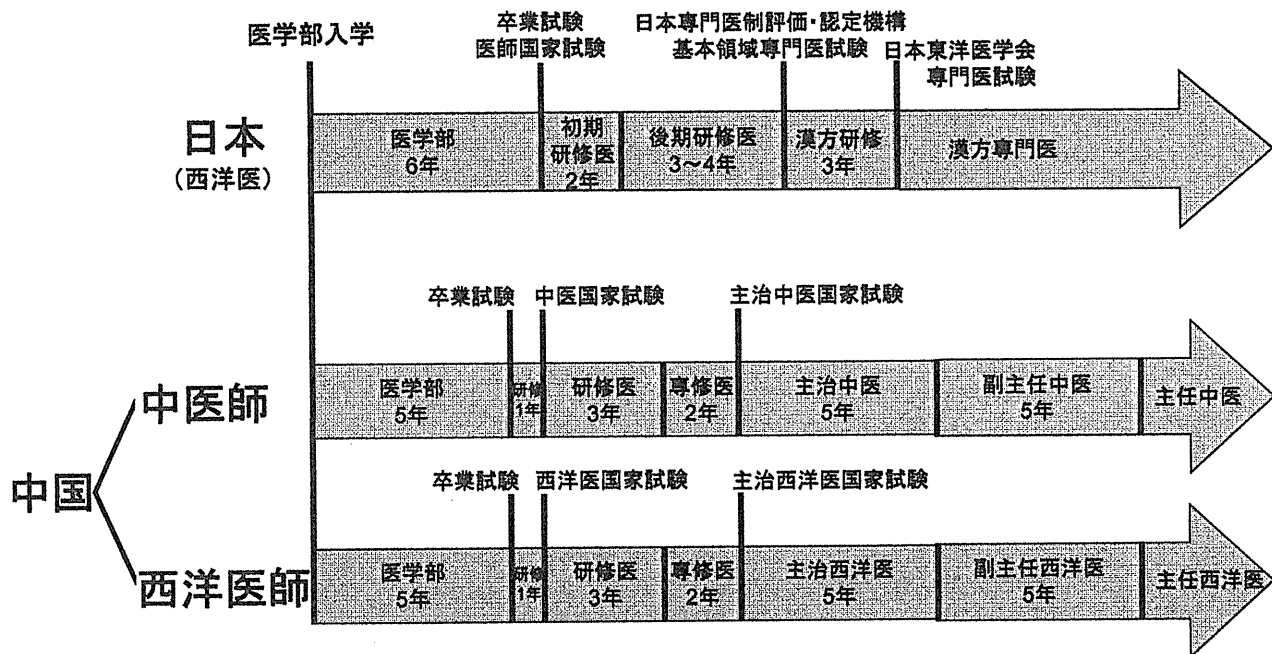 医学部入学
卒業試験
医師国家試験
日本専門医制評価・認定機構
基本領域専門医試験
日本東洋医学会
専門医試験
日本
(西洋医)
医学部
6年
初期
研修医
2年
後期研修医
3~4年
漢方研修
3年
漢方専門医
卒業試験
中医国家試験
主治中医国家試験
中国
中医師
医学部
5年
研修
1年
研修医
3年
専修医
2年
主治中医
5年
副主任中医
5年
主任中医
卒業試験
西洋医国家試験
主治西洋医国家試験
西洋医師
医学部
5年
研修
1年
研修医
3年
専修医
2年
主治西洋医
5年
副主任西洋医
5年
主任西洋医